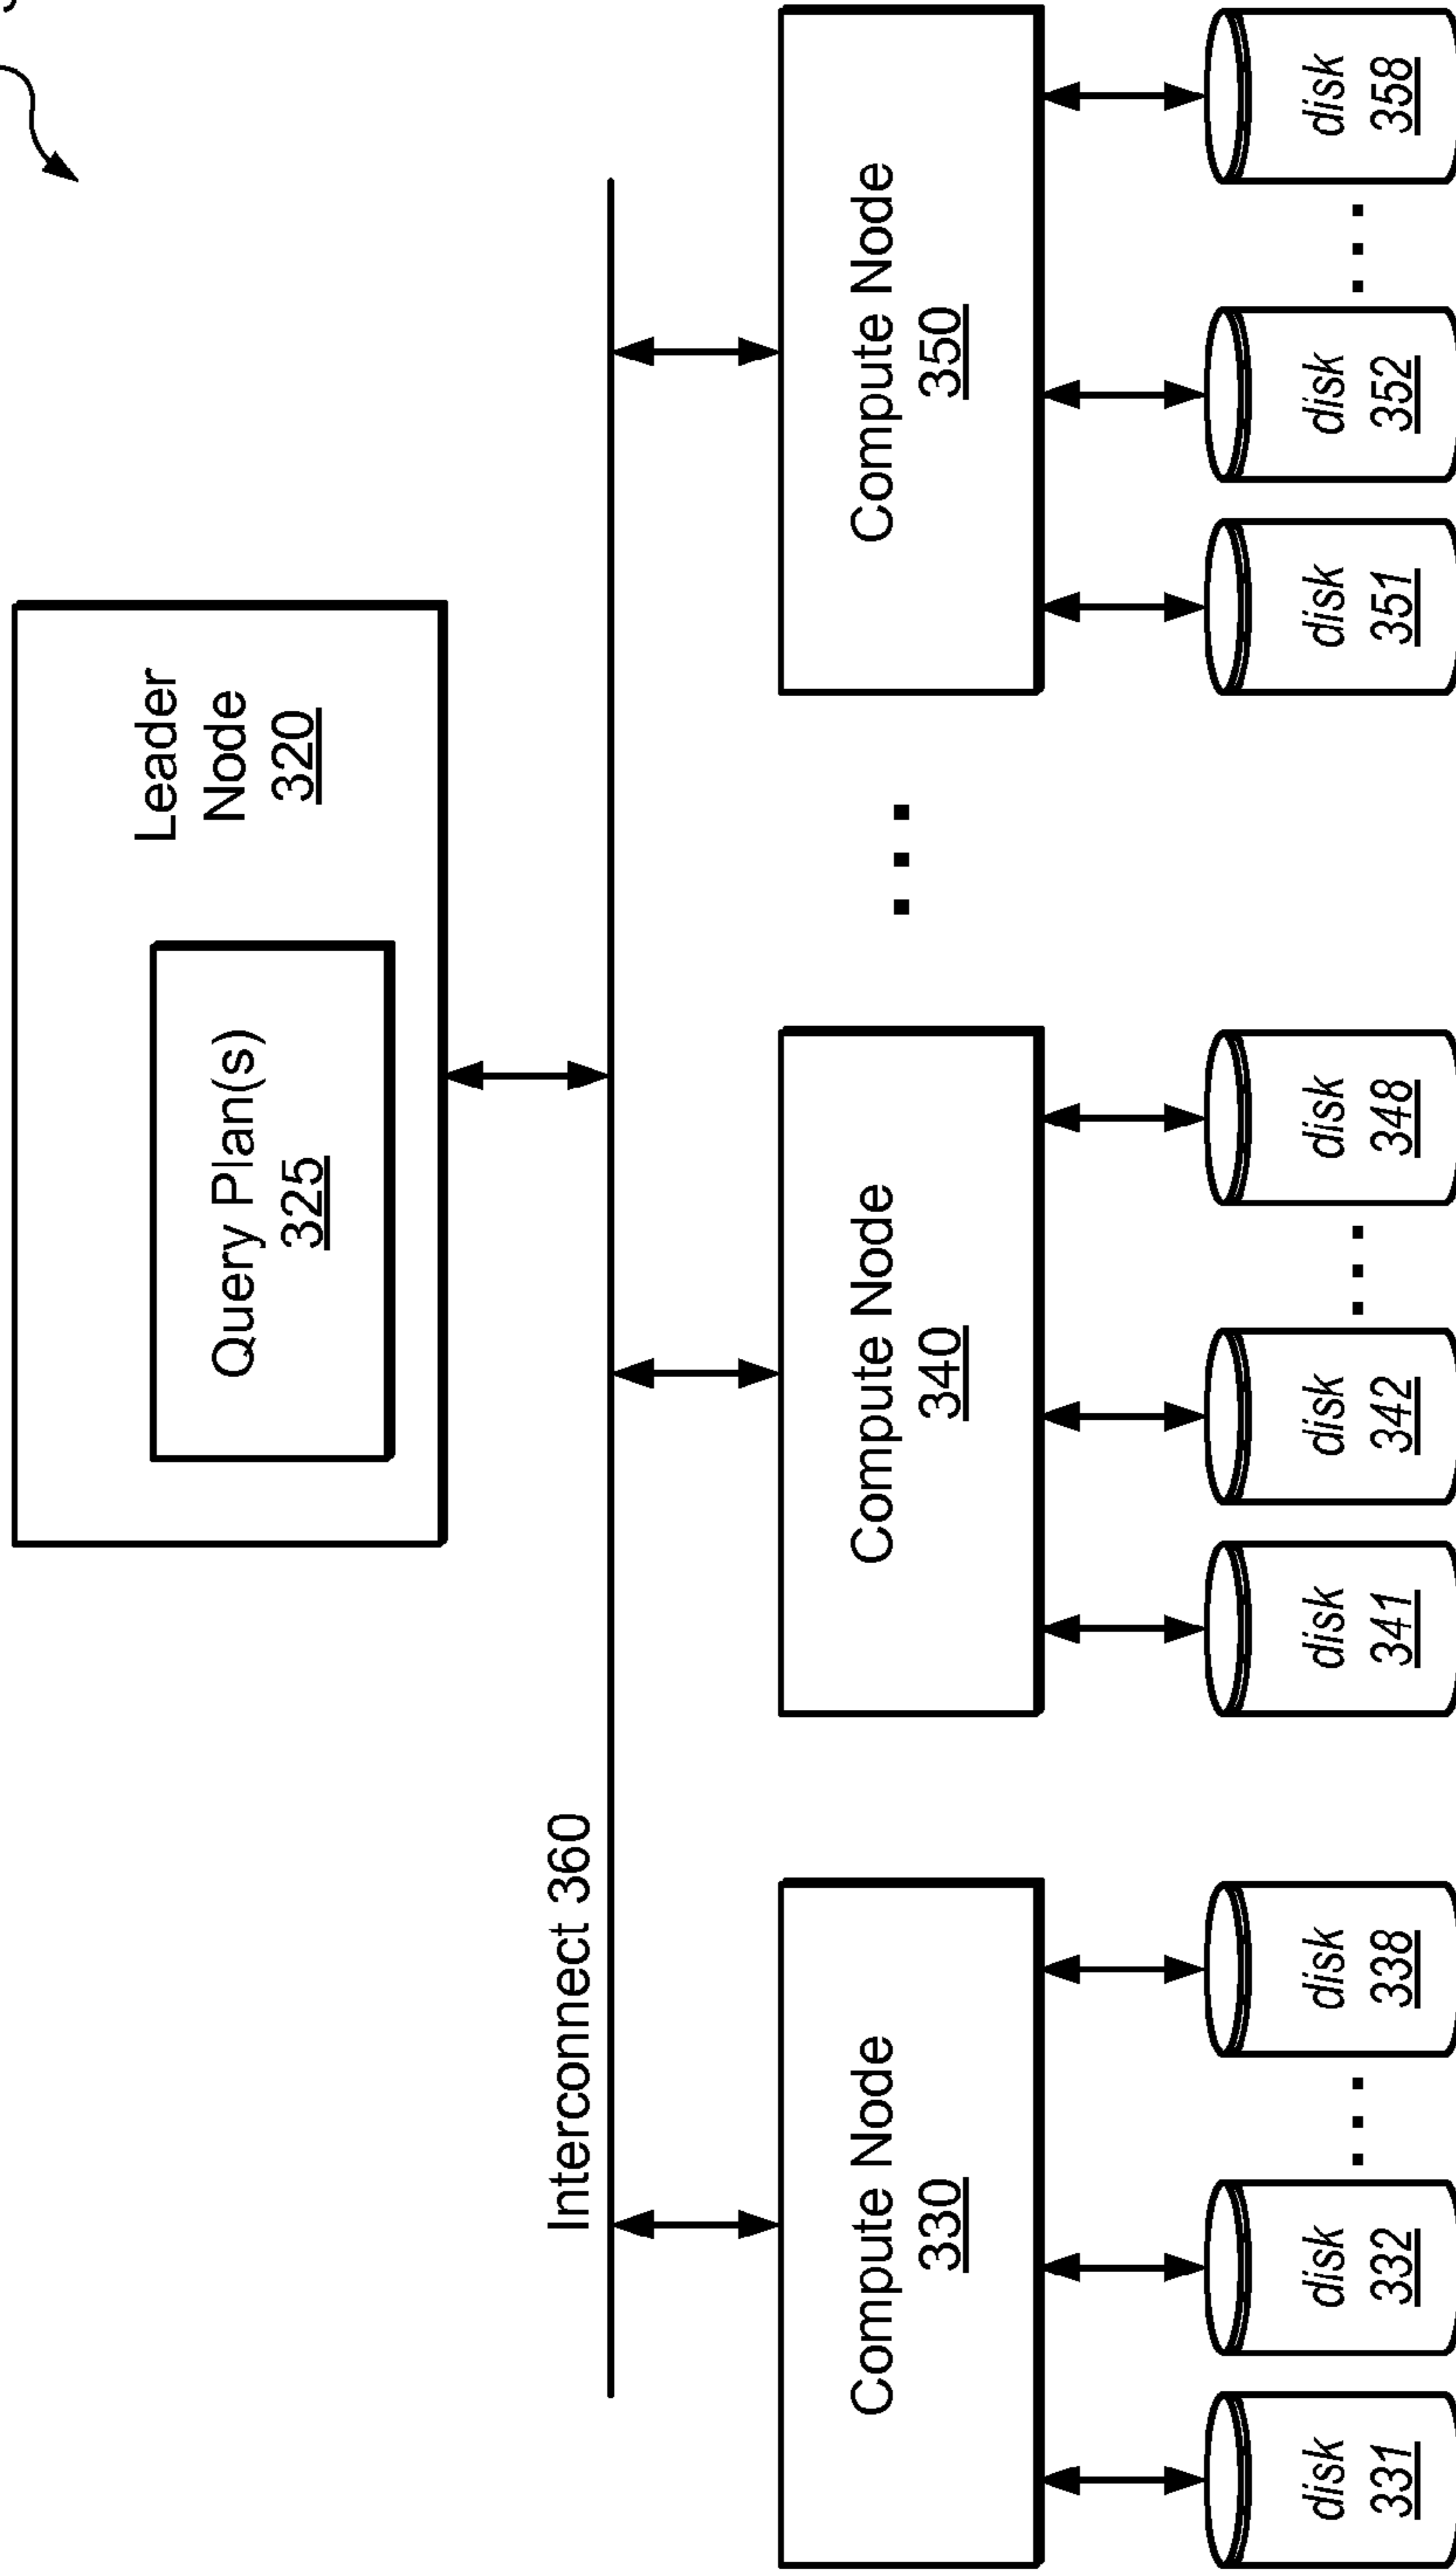 Leader
Node
320
Query Plan(s)
325
Interconnect 360
Compute Node
330
Compute Node
340
Compute Node
350
disk
331
disk
332
disk
338
disk
341
disk
342
disk
348
disk
351
disk
352
disk
358